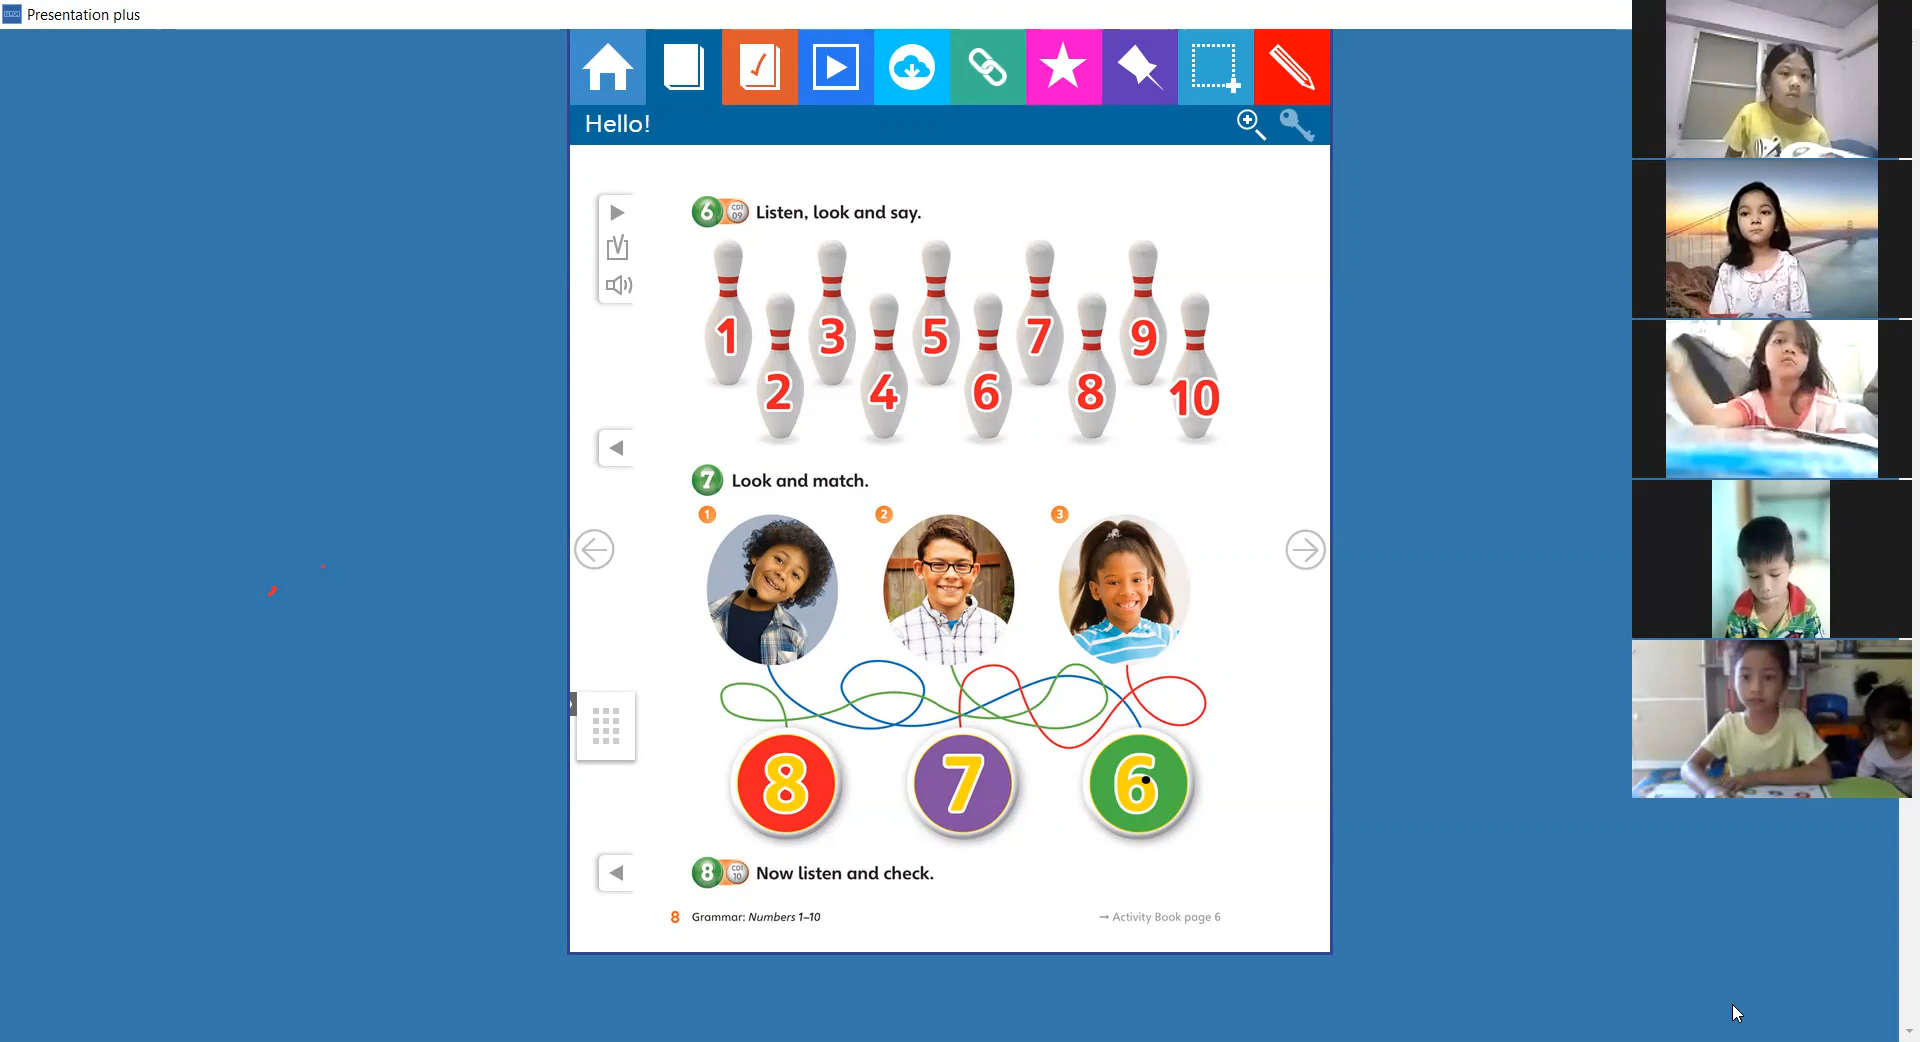 Presentation plus
Hello!
6 CD1 09 Listen, look and say.
1 3 5 7 9
2 4 6 8 10
7 Look and match.
1 2 3
8 7 6
8 CD1 10 Now listen and check.
8 Grammar: Numbers 1–10 → Activity Book page 6